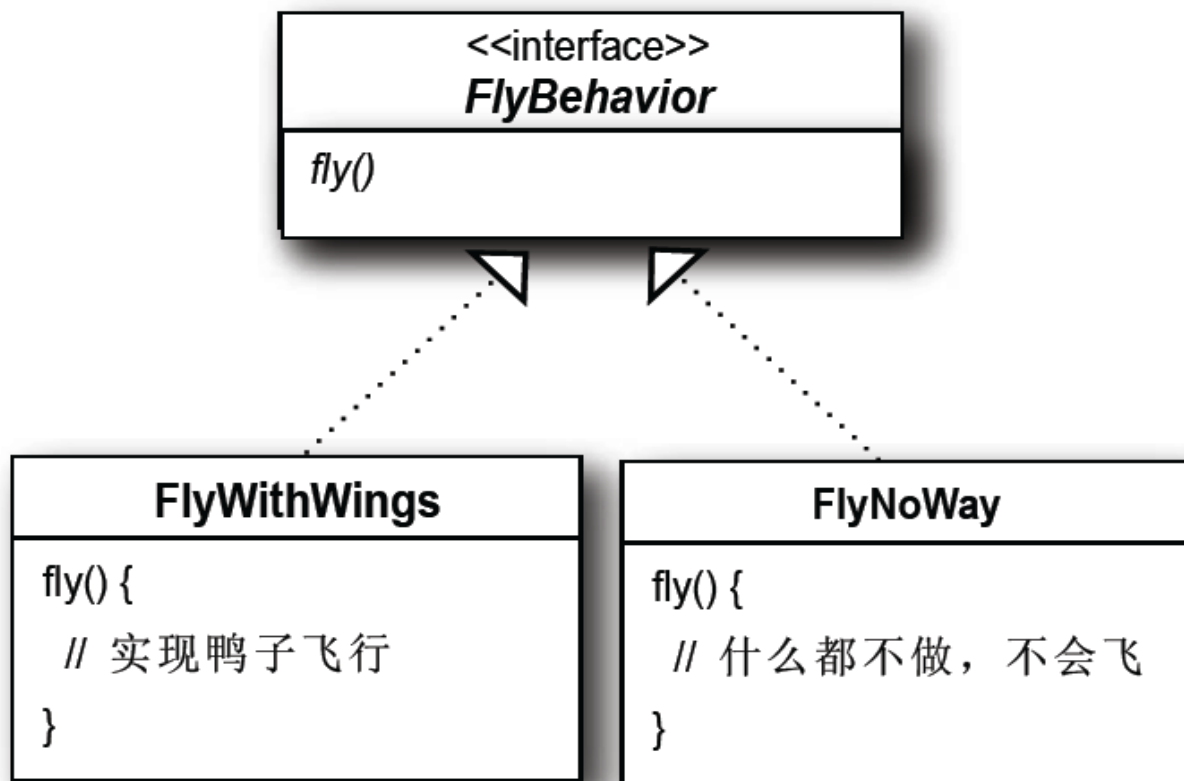 <<interface>>
FlyBehavior
fly()
FlyWithWings
fly() {
// 实现鸭子飞行
}
FlyNoWay
fly() {
// 什么都不做，不会飞
}